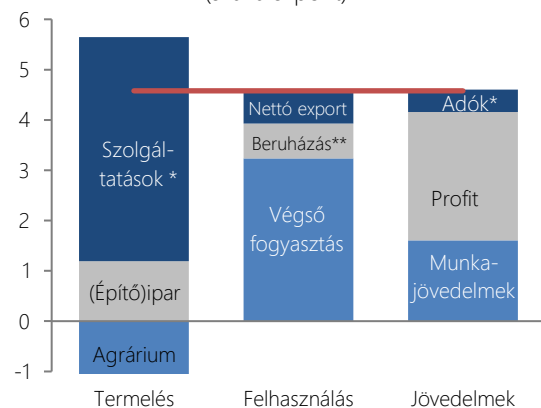 6
5
4
3
2
1
0
-1
Szolgál-
tatások *
(Építő)ipar
Agrárium
Nettó export
Beruházás**
Végső
fogyasztás
Adók*
Profit
Munka-
jövedelmek
Termelés
Felhasználás
Jövedelmek